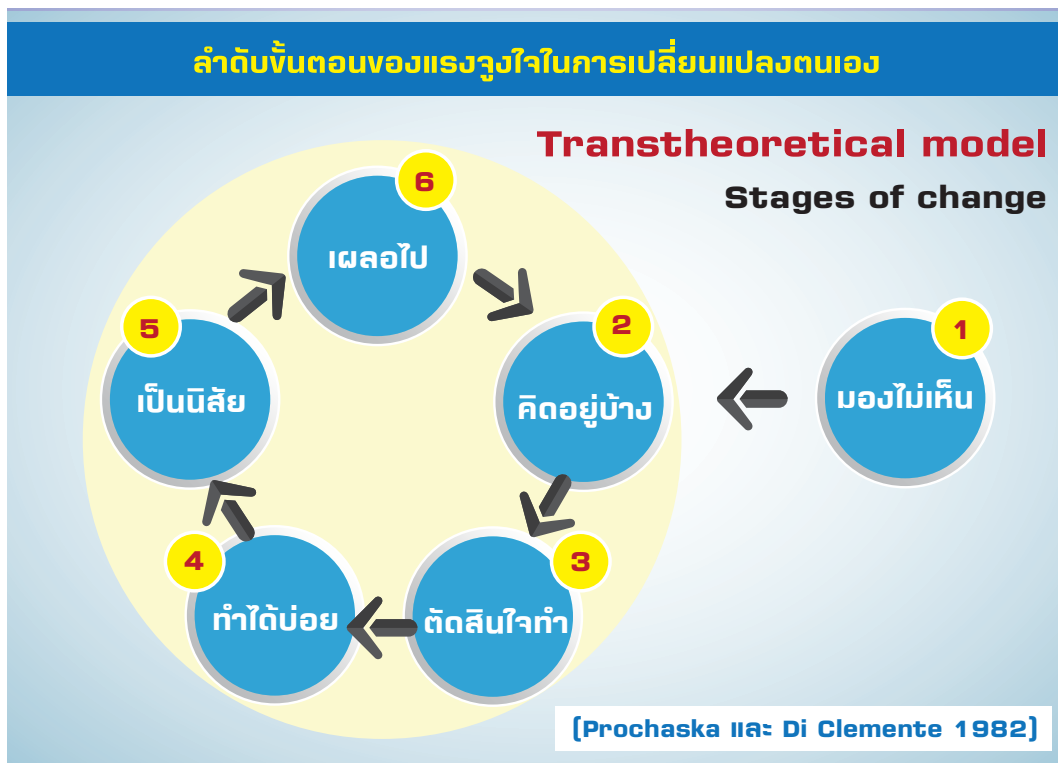 ลำดับขั้นตอนของแรงจูงใจในการเปลี่ยนแปลงตนเอง
Transtheoretical model
Stages of change
1
มองไม่เห็น
2
คิดอยู่บ้าง
3
ตัดสินใจทำ
4
ทำได้บ่อย
5
เป็นนิสัย
6
เผลอไป
(Prochaska และ Di Clemente 1982)